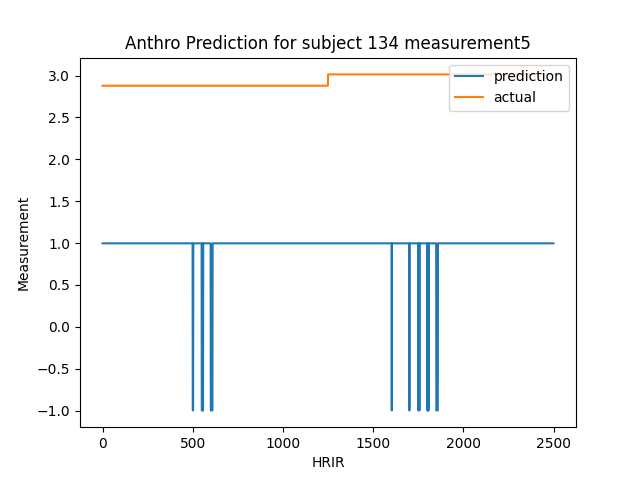 Anthro Prediction for subject 134 measurement5
prediction
actual
Measurement
3.0
2.5
2.0
1.5
1.0
0.5
0.0
−0.5
−1.0
0 500 1000 1500 2000 2500
HRIR